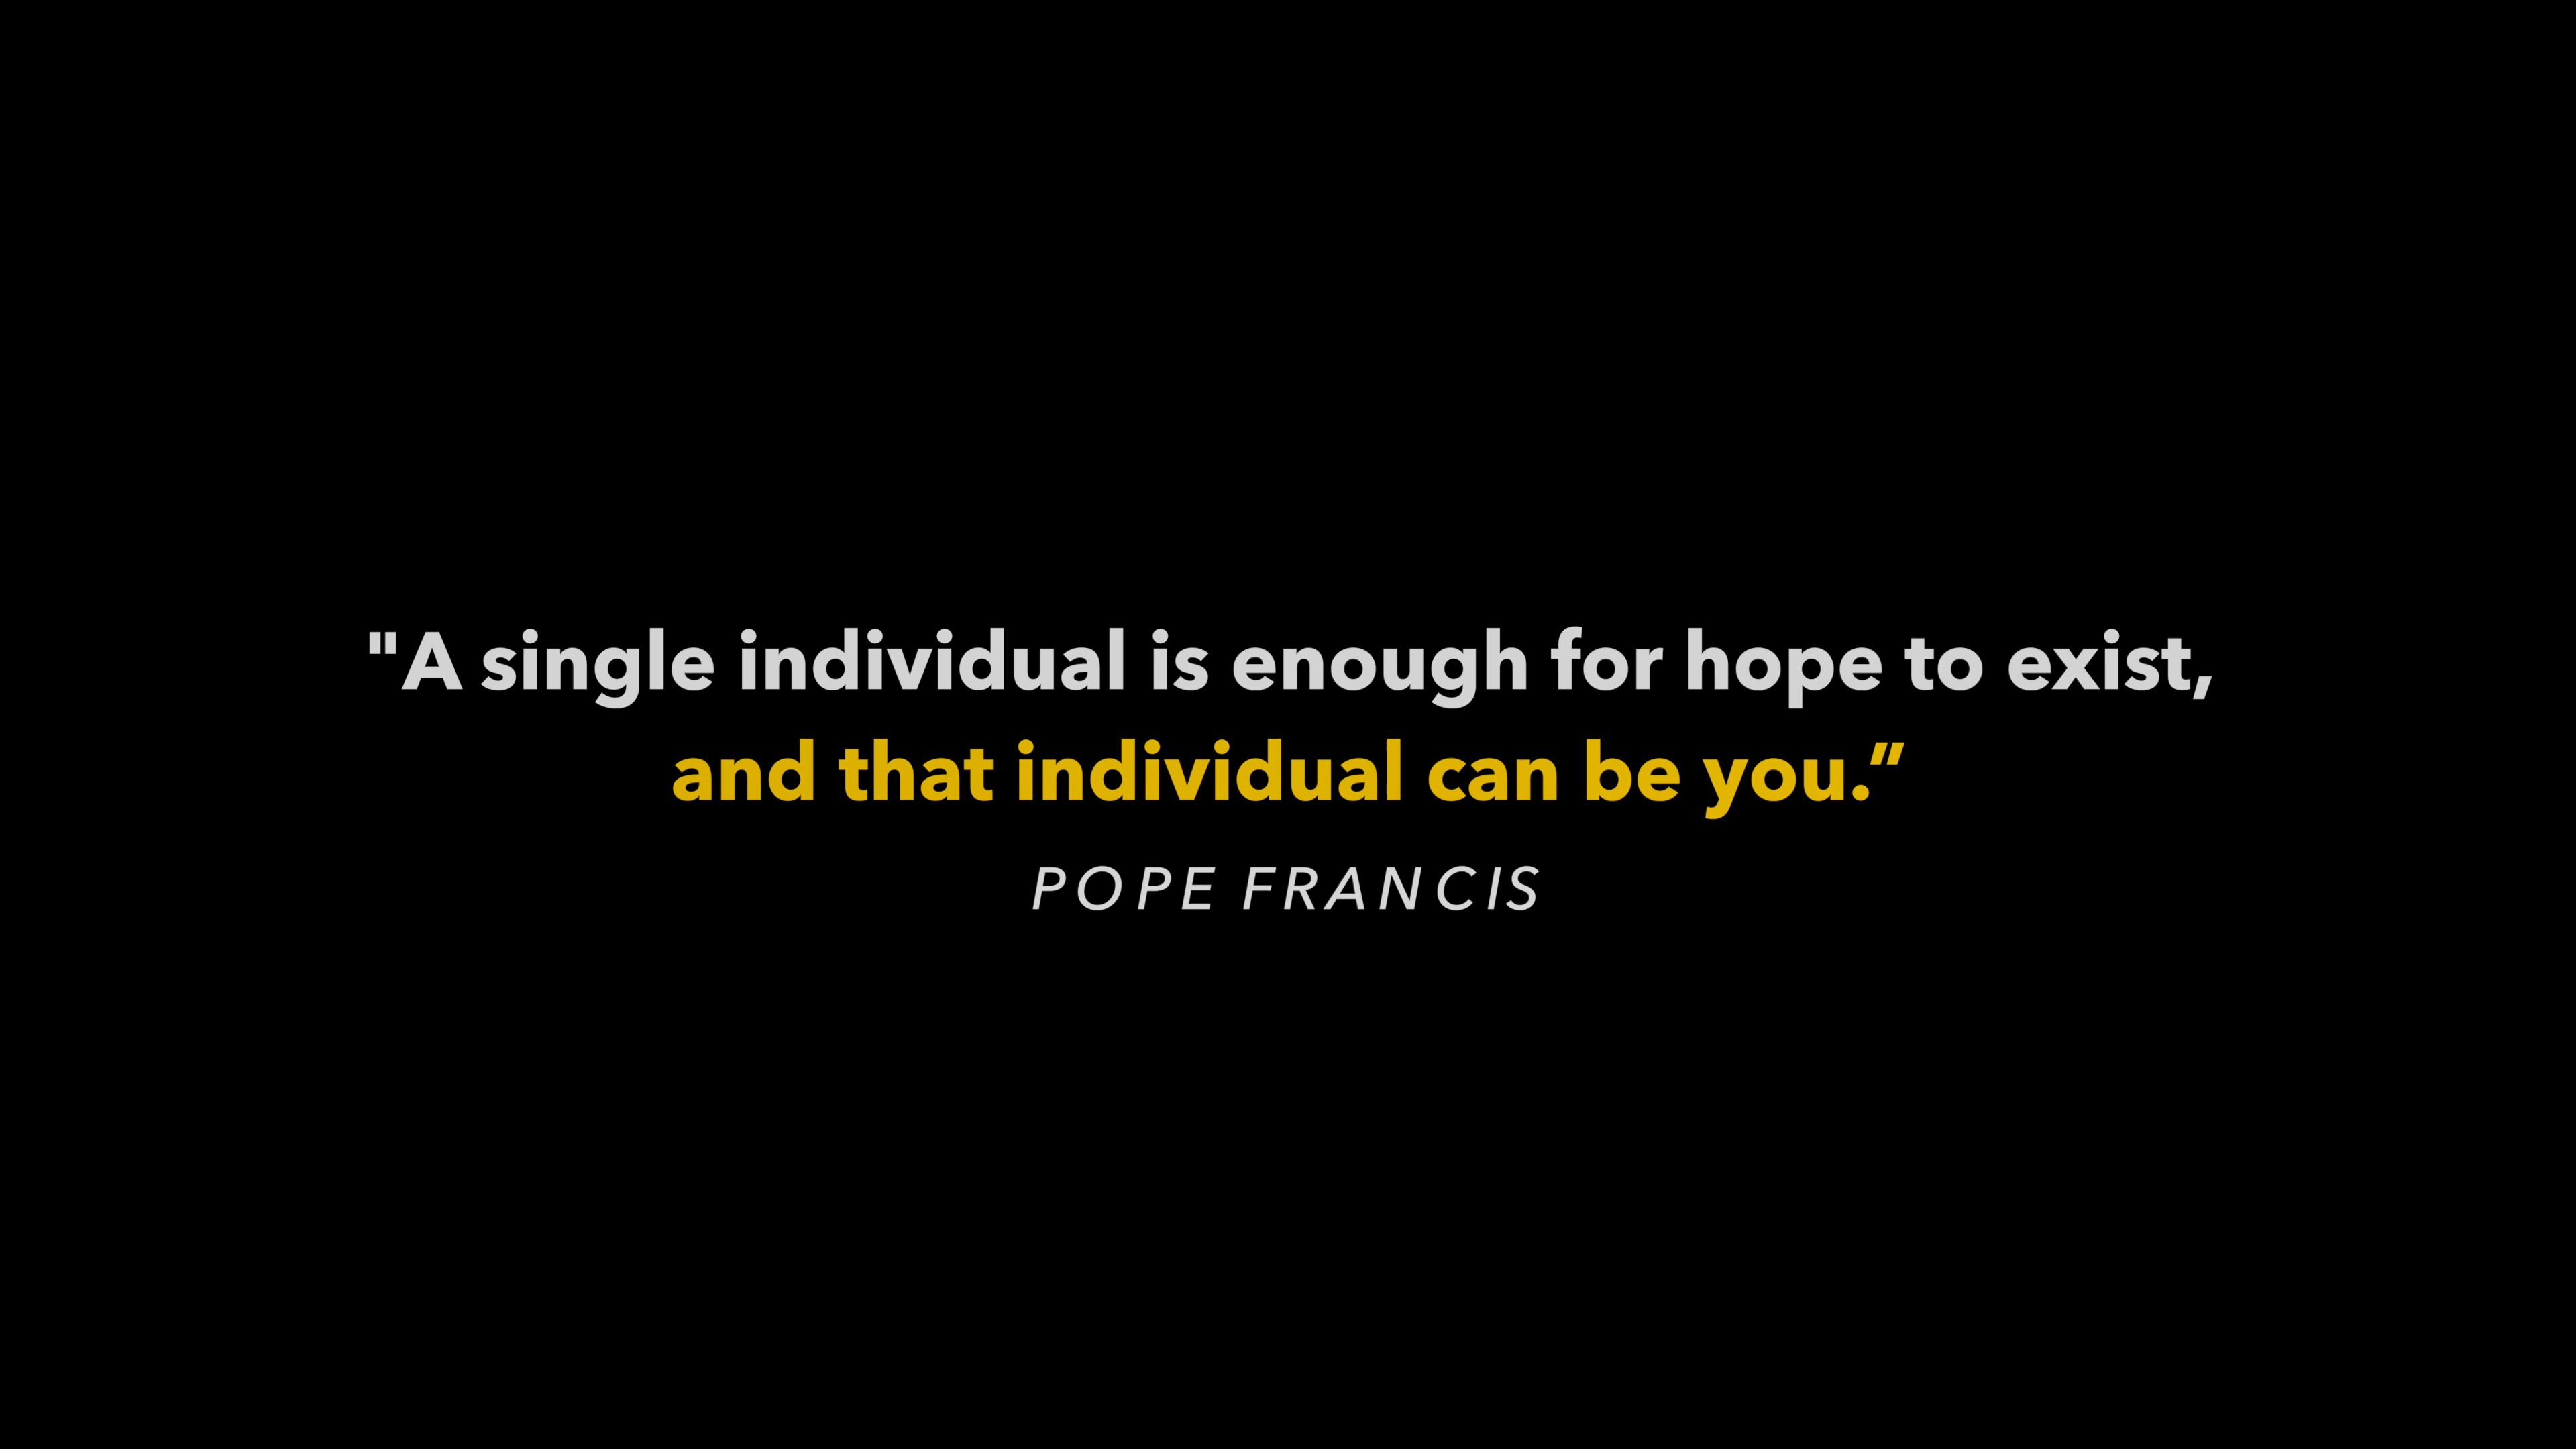 "A single individual is enough for hope to exist,
and that individual can be you.”
POPE FRANCIS